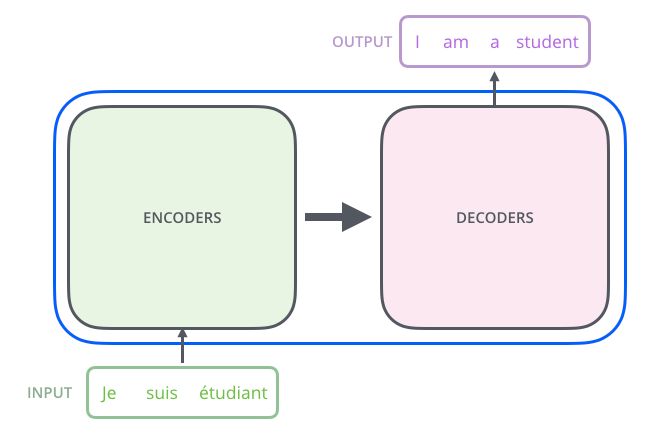 OUTPUT I am a student
ENCODERS
DECODERS
INPUT Je suis étudiant